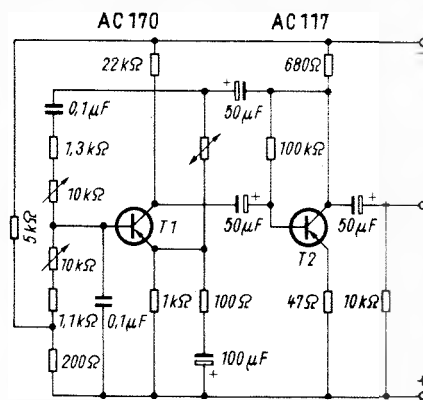 AC 170
AC 117
22kΩ
680Ω
+
0,1µF
50µF
1,3kΩ
100kΩ
10kΩ
T1
+
50µF
+
50µF
5kΩ
T2
10kΩ
1kΩ
100Ω
47Ω
10kΩ
1,1kΩ
0,1µF
200Ω
100µF
+
+